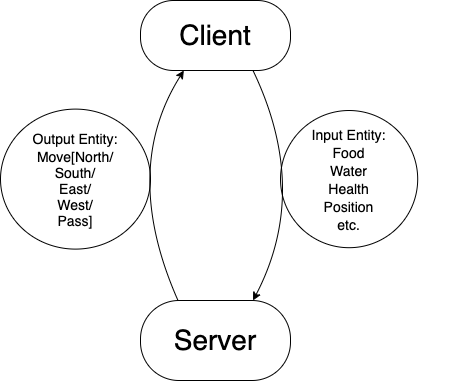 Client
Output Entity:
Move[North/
South/
East/
West/
Pass]
Input Entity:
Food
Water
Health
Position
etc.
Server